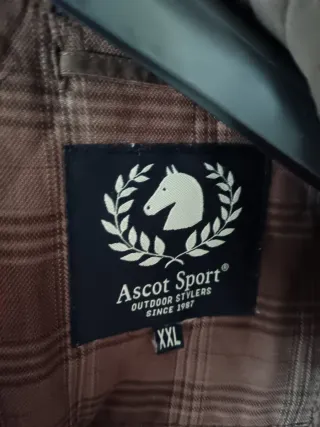 Ascot Sport®
OUTDOOR STYLERS
SINCE 1987
XXL